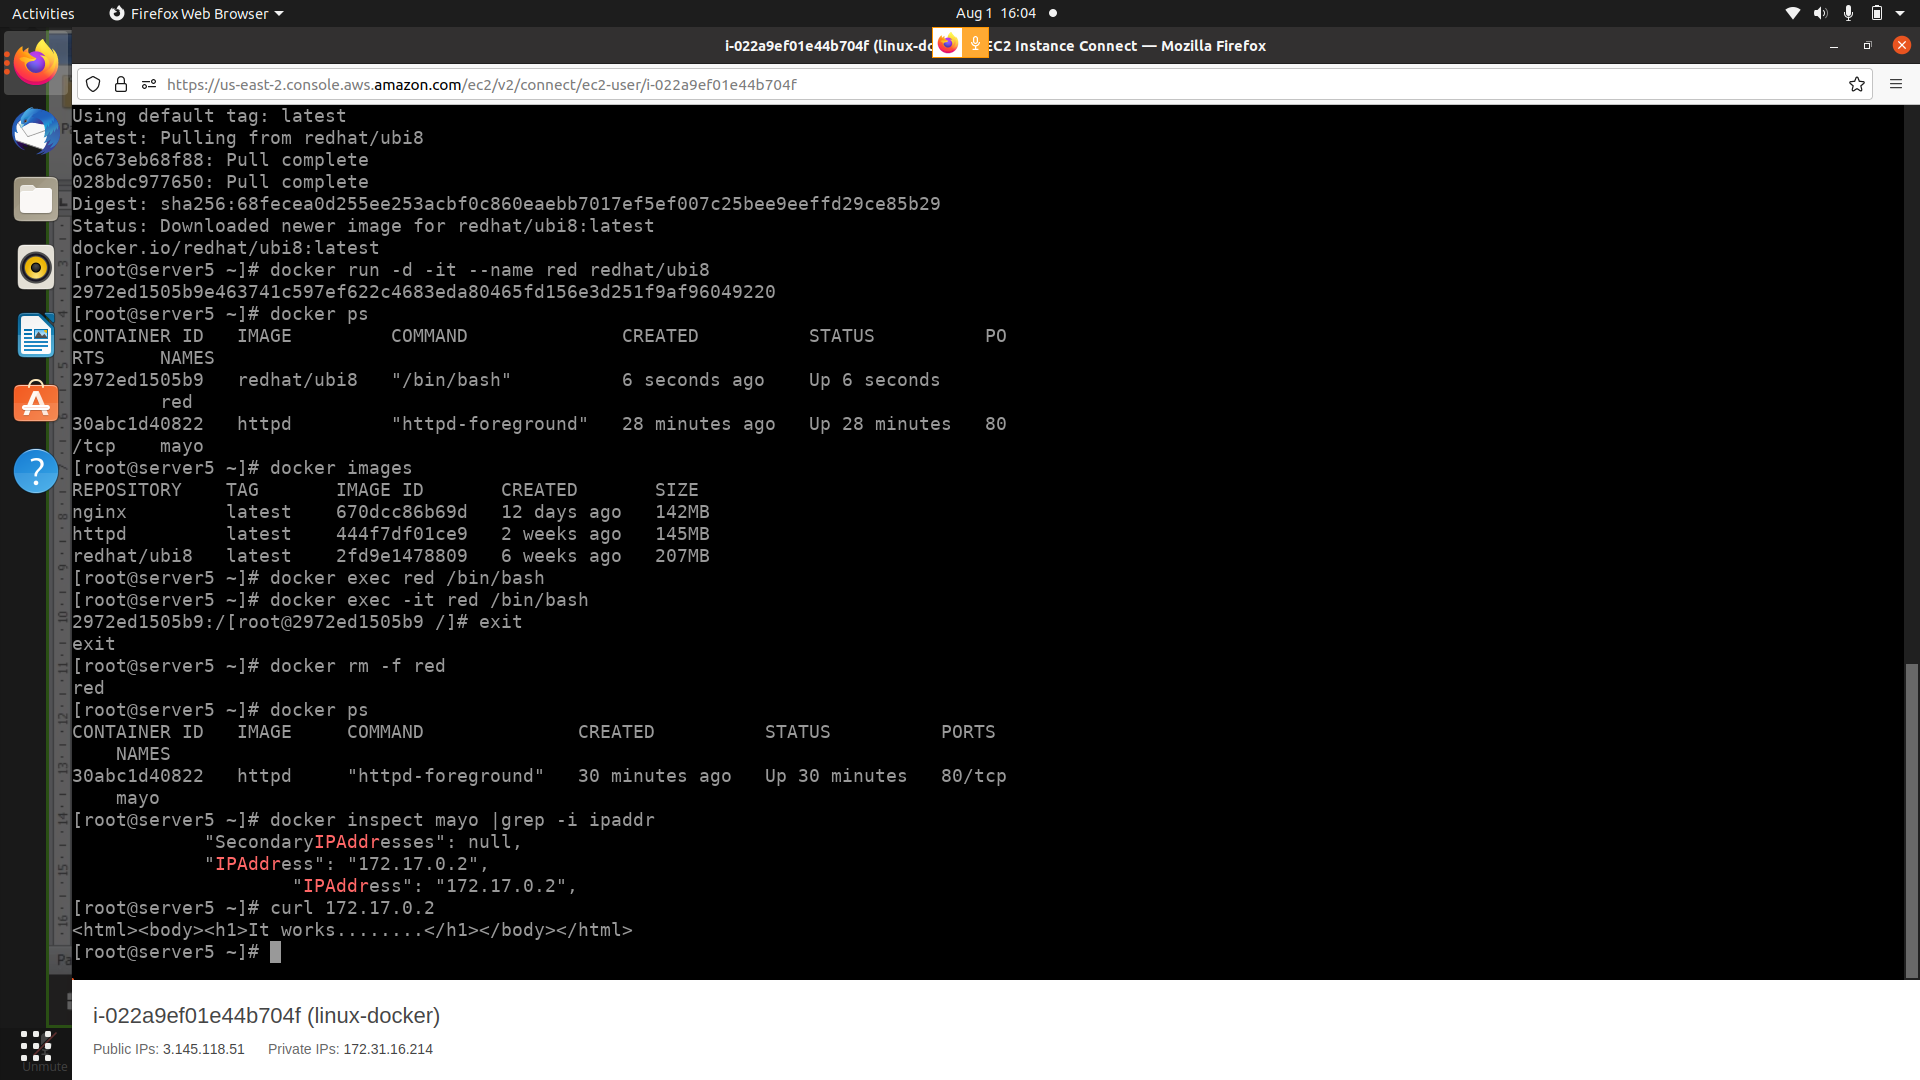 Activities
Firefox Web Browser
Aug 1 16:04
i-022a9ef01e44b704f (linux-do EC2 Instance Connect — Mozilla Firefox
https://us-east-2.console.aws.amazon.com/ec2/v2/connect/ec2-user/i-022a9ef01e44b704f
Using default tag: latest
latest: Pulling from redhat/ubi8
0c673eb68f88: Pull complete
028bdc977650: Pull complete
Digest: sha256:68fecea0d255ee253acbf0c860eaebb7017ef5ef007c25bee9eeffd29ce85b29
Status: Downloaded newer image for redhat/ubi8:latest
docker.io/redhat/ubi8:latest
[root@server5 ~]# docker run -d -it --name red redhat/ubi8
2972ed1505b9e463741c597ef622c4683eda80465fd156e3d251f9af96049220
[root@server5 ~]# docker ps
CONTAINER ID   IMAGE         COMMAND              CREATED          STATUS          PO
RTS     NAMES
2972ed1505b9   redhat/ubi8   "/bin/bash"          6 seconds ago    Up 6 seconds
        red
30abc1d40822   httpd         "httpd-foreground"   28 minutes ago   Up 28 minutes   80
/tcp    mayo
[root@server5 ~]# docker images
REPOSITORY    TAG       IMAGE ID       CREATED       SIZE
nginx         latest    670dcc86b69d   12 days ago   142MB
httpd         latest    444f7df01ce9   2 weeks ago   145MB
redhat/ubi8   latest    2fd9e1478809   6 weeks ago   207MB
[root@server5 ~]# docker exec red /bin/bash
[root@server5 ~]# docker exec -it red /bin/bash
2972ed1505b9:/[root@2972ed1505b9 /]# exit
exit
[root@server5 ~]# docker rm -f red
red
[root@server5 ~]# docker ps
CONTAINER ID   IMAGE     COMMAND              CREATED          STATUS          PORTS
    NAMES
30abc1d40822   httpd     "httpd-foreground"   30 minutes ago   Up 30 minutes   80/tcp
    mayo
[root@server5 ~]# docker inspect mayo |grep -i ipaddr
            "SecondaryIPAddresses": null,
            "IPAddress": "172.17.0.2",
                    "IPAddress": "172.17.0.2",
[root@server5 ~]# curl 172.17.0.2
<html><body><h1>It works........</h1></body></html>
[root@server5 ~]#
i-022a9ef01e44b704f (linux-docker)
Public IPs: 3.145.118.51 Private IPs: 172.31.16.214
Unmute